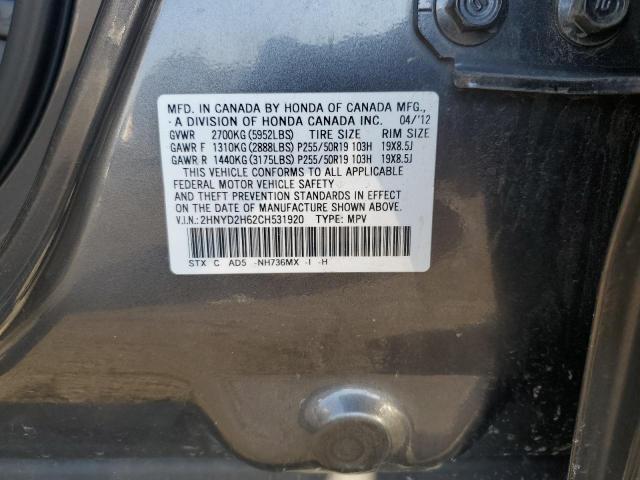 MFD. IN CANADA BY HONDA OF CANADA MFG.,
· A DIVISION OF HONDA CANADA INC. 04/'12
GVWR 2700KG(5952LBS) TIRE SIZE RIM SIZE
GAWR F 1310KG(2888LBS) P255/50R19 103H 19X8.5J
GAWR R 1440KG(3175LBS) P255/50R19 103H 19X8.5J
THIS VEHICLE CONFORMS TO ALL APPLICABLE
FEDERAL MOTOR VEHICLE SAFETY
AND THEFT PREVENTION STANDARDS IN EFFECT
ON THE DATE OF MANUFACTURE SHOWN ABOVE.
V.I.N.: 2HNYD2H62CH531920 TYPE: MPV
STX C AD5 -NH736MX -I -H